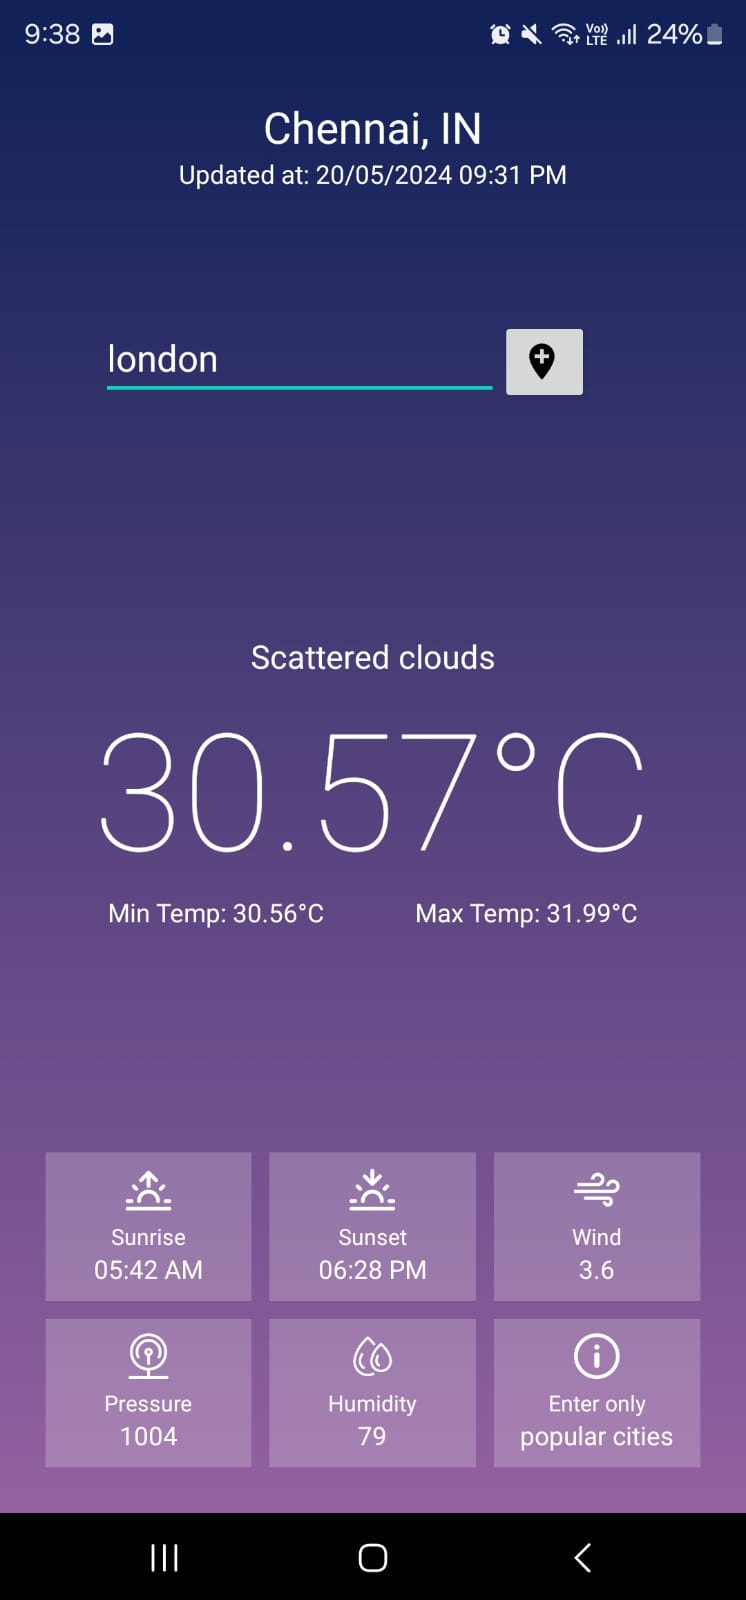 9:38 Vo)) LTE 24%
Chennai, IN
Updated at: 20/05/2024 09:31 PM
london
Scattered clouds
30.57°C
Min Temp: 30.56°C Max Temp: 31.99°C
Sunrise Sunset Wind
05:42 AM 06:28 PM 3.6
Pressure Humidity Enter only
1004 79 popular cities